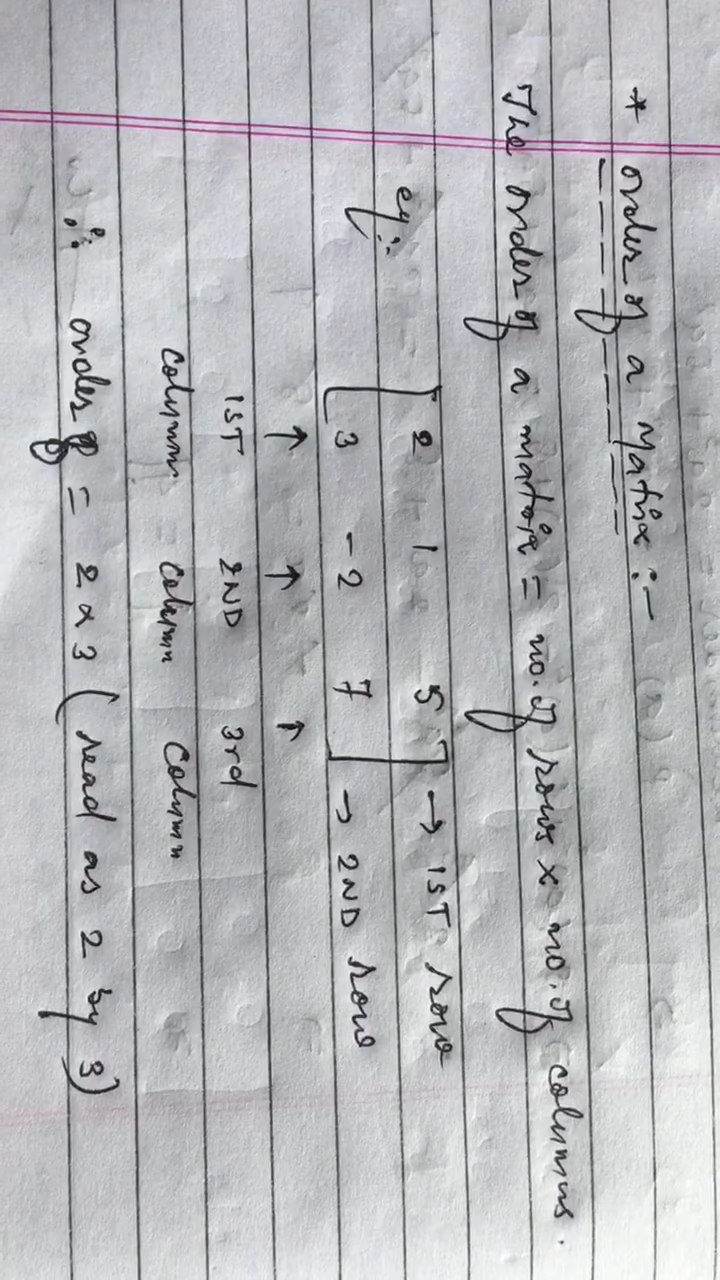 * order of a Matrix :-
The order of a matrix = no. of rows x no. of columns.
eg :- [ 2 1 5 ] → 1ST row
[ 3 -2 7 ] → 2ND row
↑ ↑ ↑
1ST 2ND 3rd
column column column
∴ order = 2 x 3 ( read as 2 by 3 )